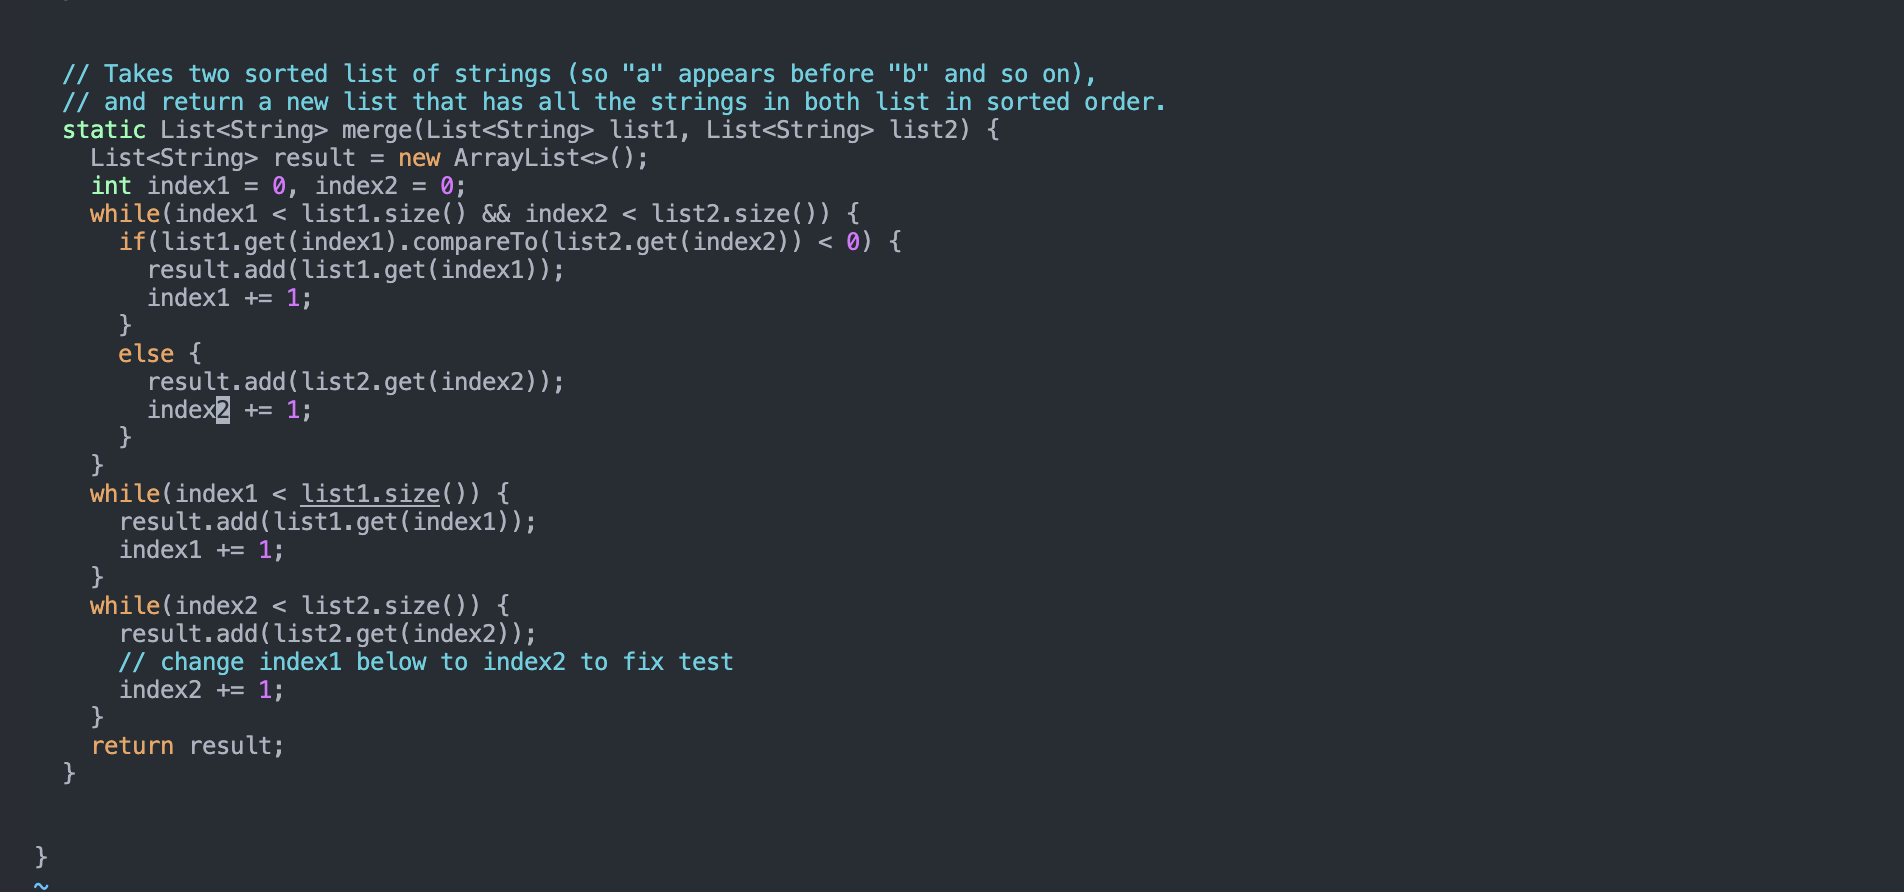 // Takes two sorted list of strings (so "a" appears before "b" and so on),
// and return a new list that has all the strings in both list in sorted order.
static List<String> merge(List<String> list1, List<String> list2) {
List<String> result = new ArrayList<>();
int index1 = 0, index2 = 0;
while(index1 < list1.size() && index2 < list2.size()) {
if(list1.get(index1).compareTo(list2.get(index2)) < 0) {
result.add(list1.get(index1));
index1 += 1;
}
else {
result.add(list2.get(index2));
index2 += 1;
}
}
while(index1 < list1.size()) {
result.add(list1.get(index1));
index1 += 1;
}
while(index2 < list2.size()) {
result.add(list2.get(index2));
// change index1 below to index2 to fix test
index2 += 1;
}
return result;
}
}
~